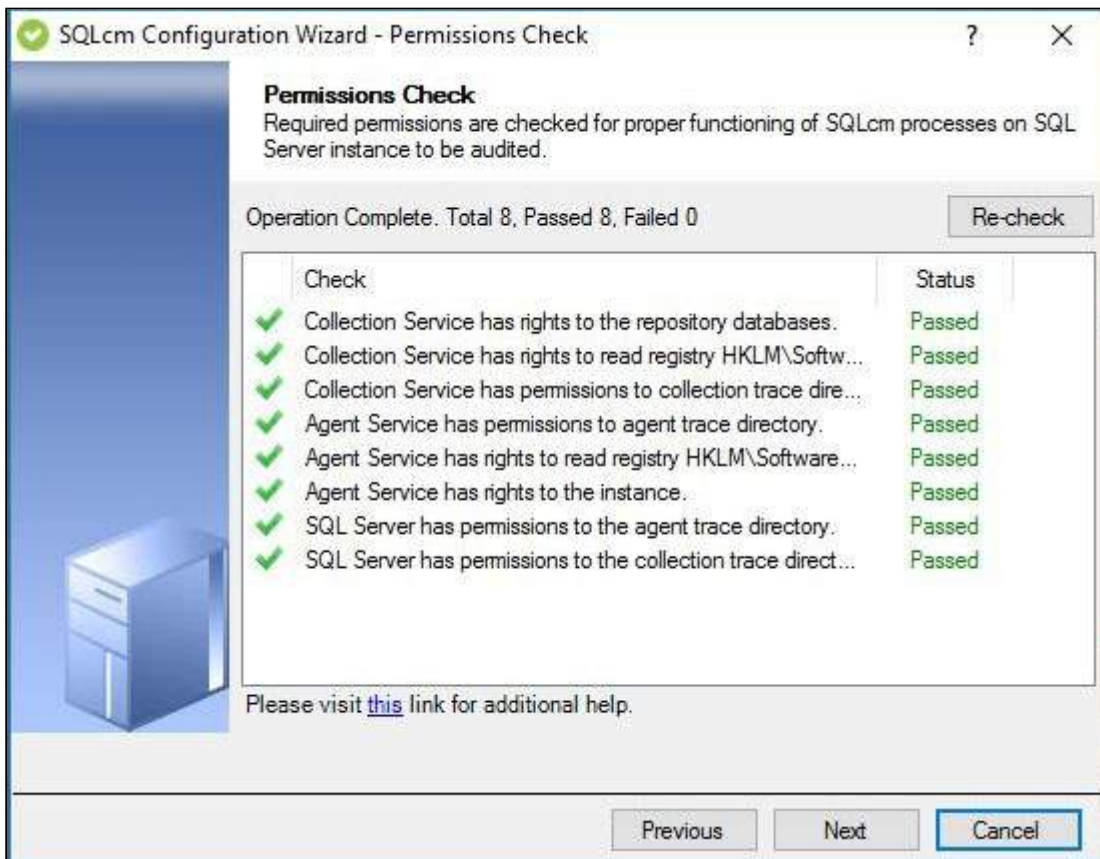 SQLcm Configuration Wizard - Permissions Check
?
Permissions Check
Required permissions are checked for proper functioning of SQLcm processes on SQL
Server instance to be audited.
Operation Complete. Total 8, Passed 8, Failed 0
Re-check
Check Status
Collection Service has rights to the repository databases. Passed
Collection Service has rights to read registry HKLM\Softw... Passed
Collection Service has permissions to collection trace dire... Passed
Agent Service has permissions to agent trace directory. Passed
Agent Service has rights to read registry HKLM\Software... Passed
Agent Service has rights to the instance. Passed
SQL Server has permissions to the agent trace directory. Passed
SQL Server has permissions to the collection trace direct... Passed
Please visit this link for additional help.
Previous Next Cancel